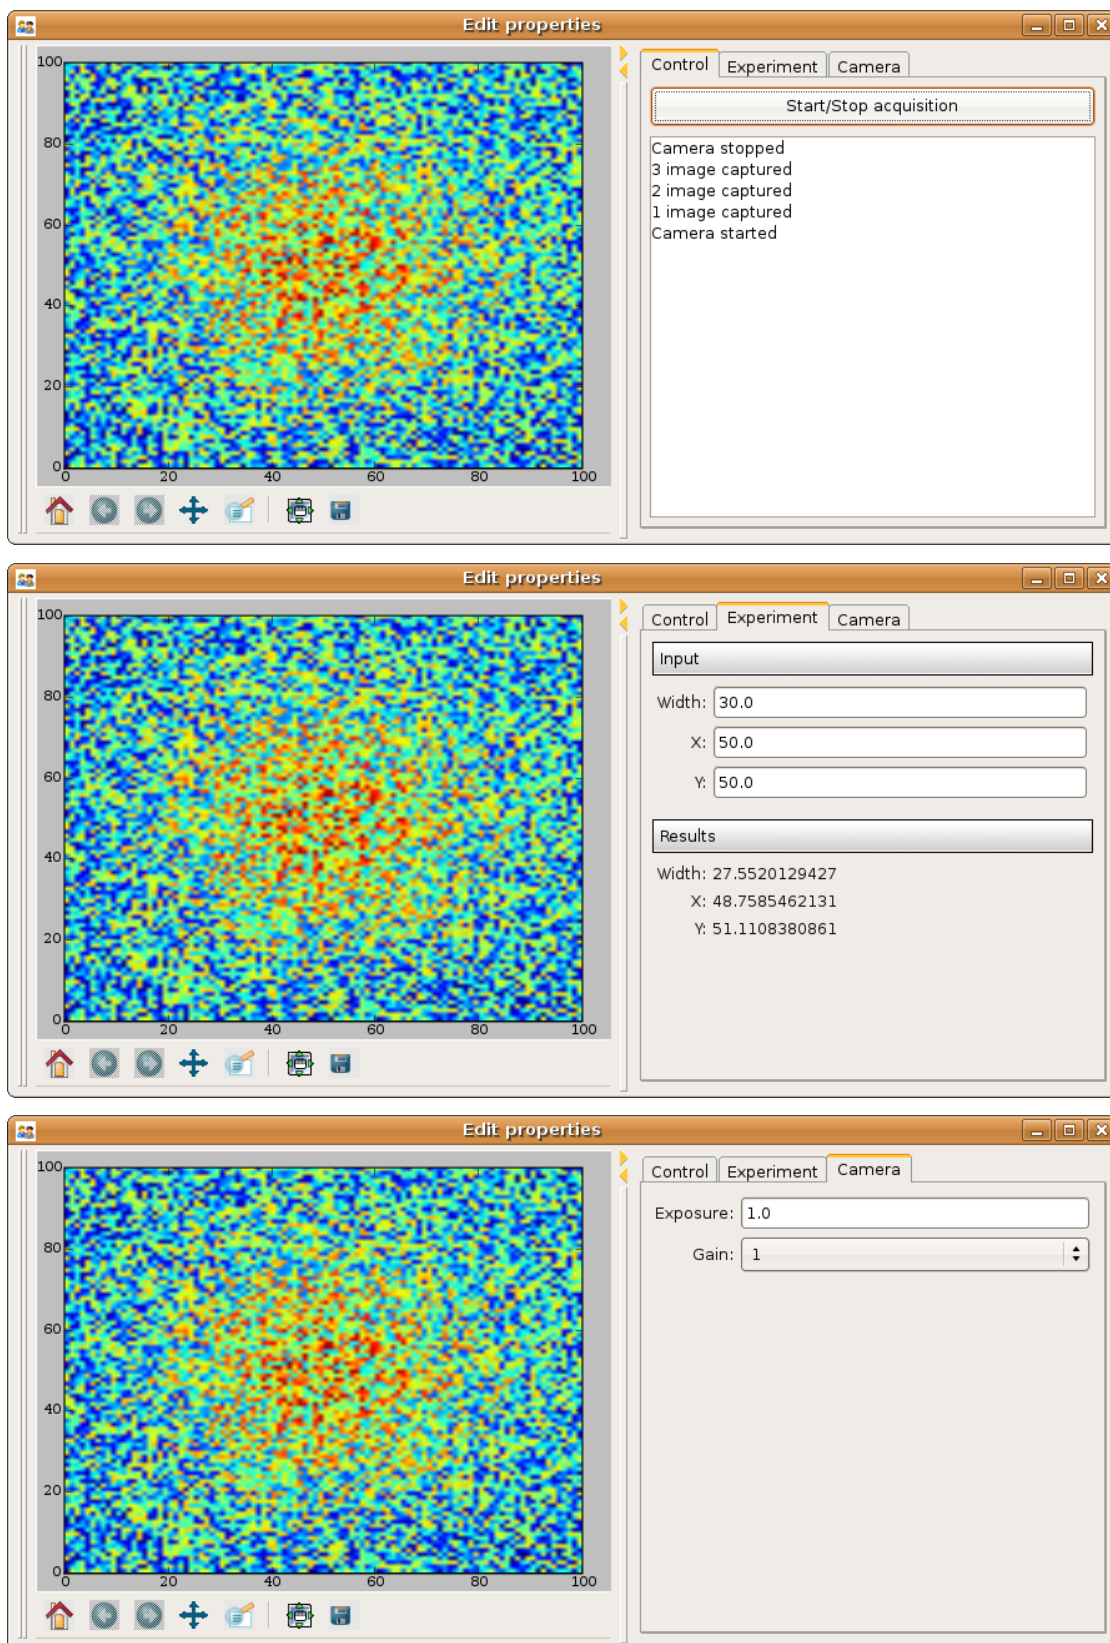 Edit properties
100
80
60
40
20
0
0 20 40 60 80 100
Control Experiment Camera
Start/Stop acquisition
Camera stopped
3 image captured
2 image captured
1 image captured
Camera started
Edit properties
100
80
60
40
20
0
0 20 40 60 80 100
Control Experiment Camera
Input
Width: 30.0
X: 50.0
Y: 50.0
Results
Width: 27.5520129427
X: 48.7585462131
Y: 51.1108380861
Edit properties
100
80
60
40
20
0
0 20 40 60 80 100
Control Experiment Camera
Exposure: 1.0
Gain: 1